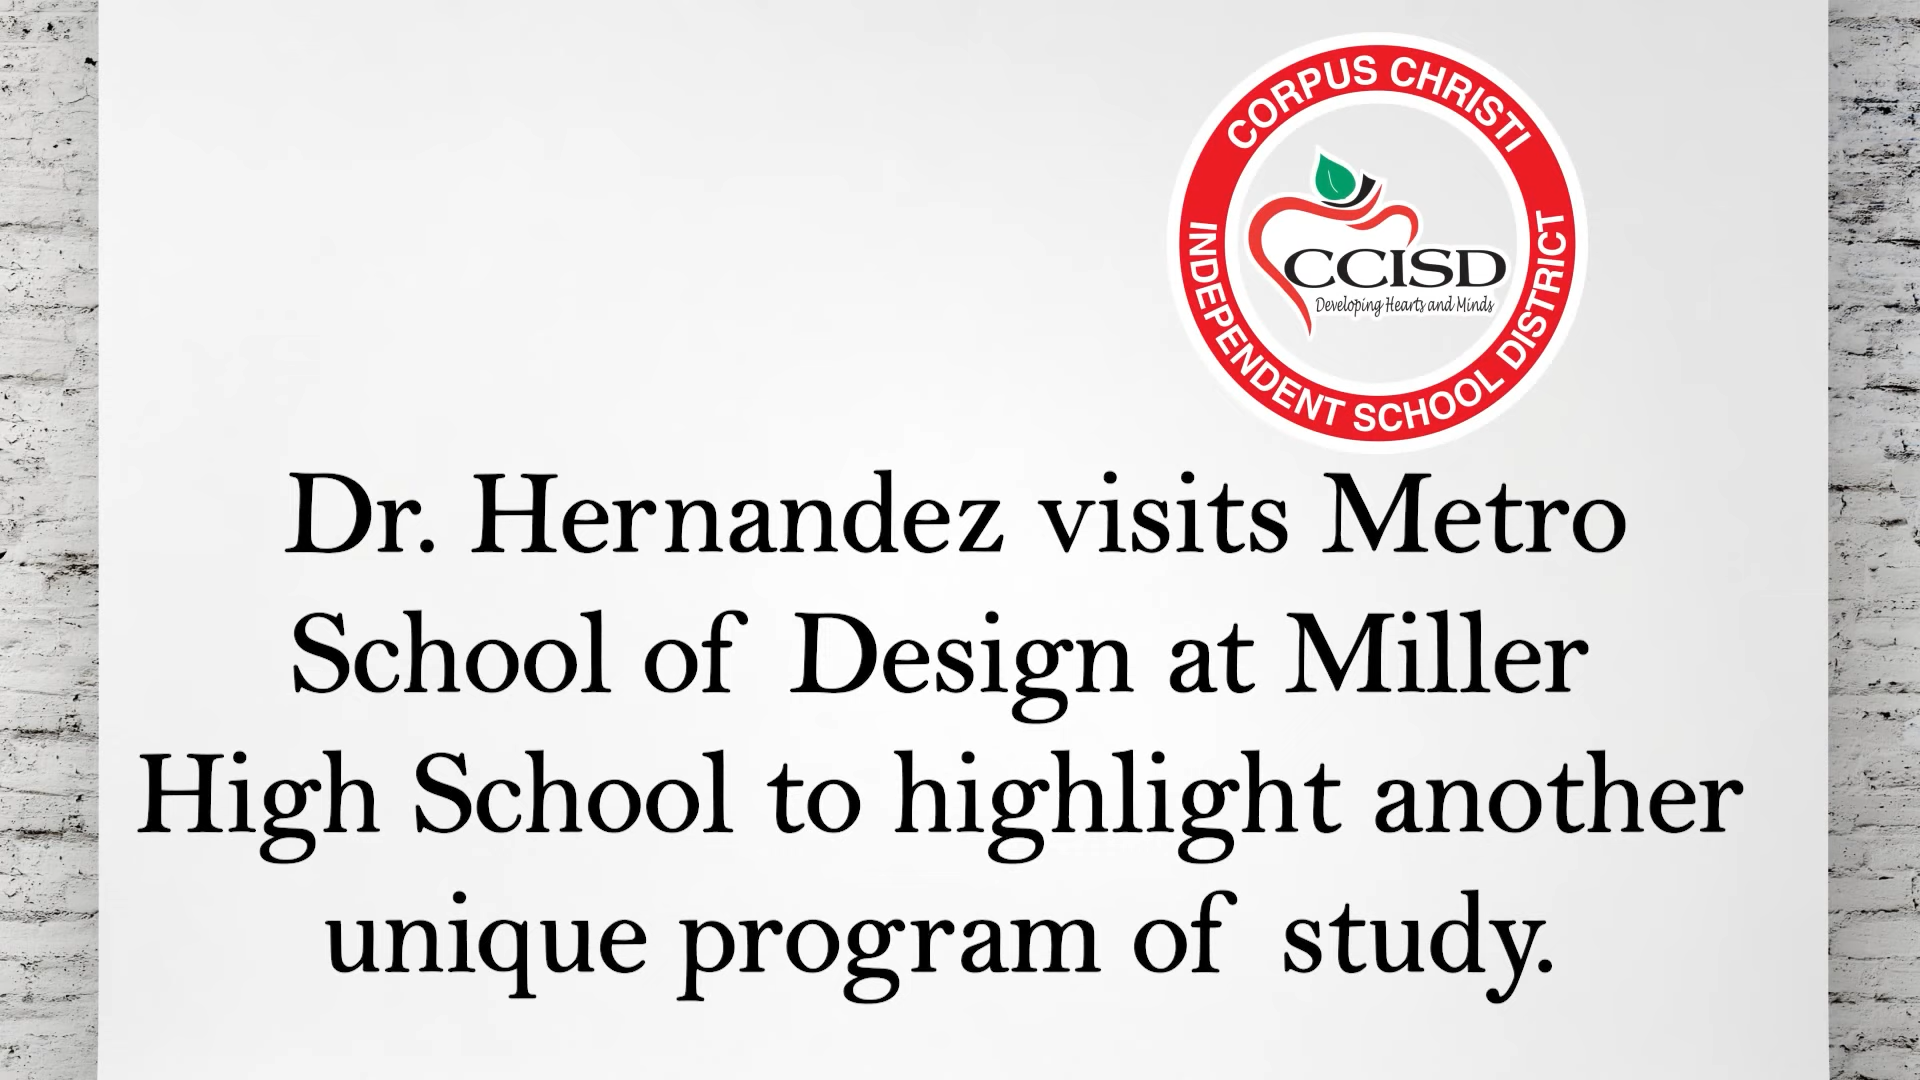 CORPUS CHRISTI
INDEPENDENT SCHOOL DISTRICT
CCISD
Developing Hearts and Minds
Dr. Hernandez visits Metro
School of Design at Miller
High School to highlight another
unique program of study.